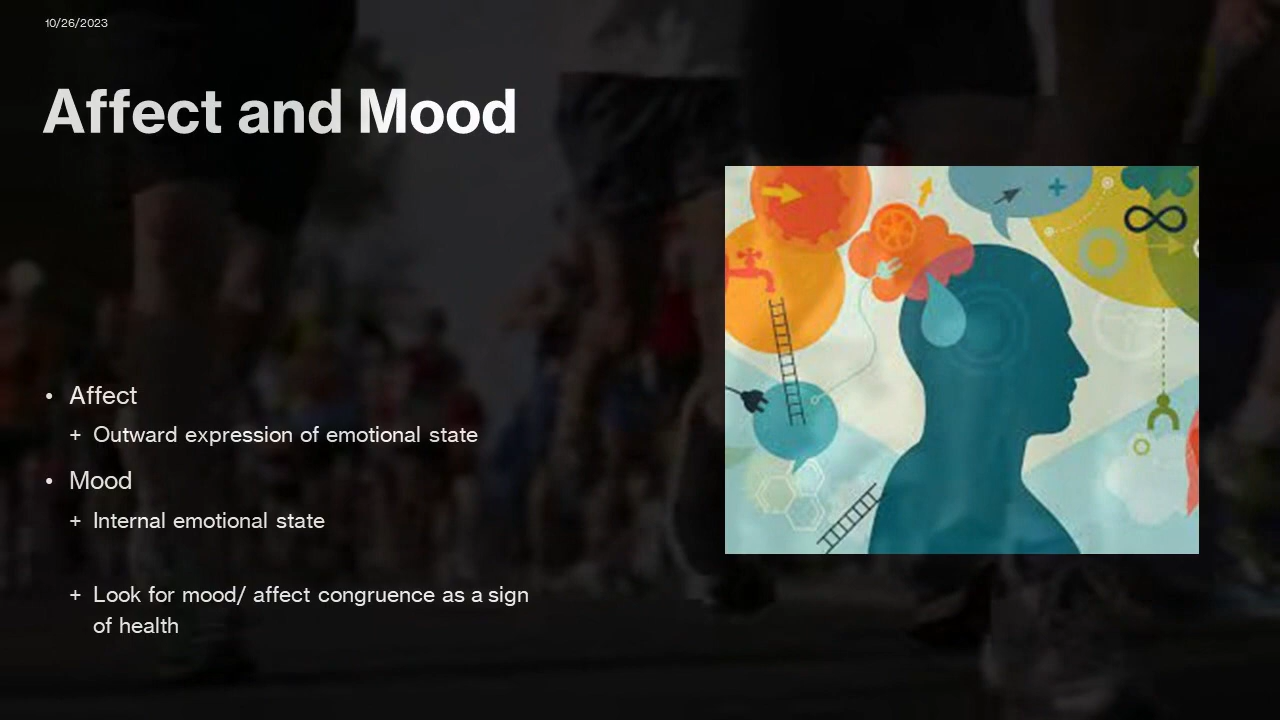 10/26/2023
Affect and Mood
• Affect
+ Outward expression of emotional state
• Mood
+ Internal emotional state
+ Look for mood/ affect congruence as a sign
of health